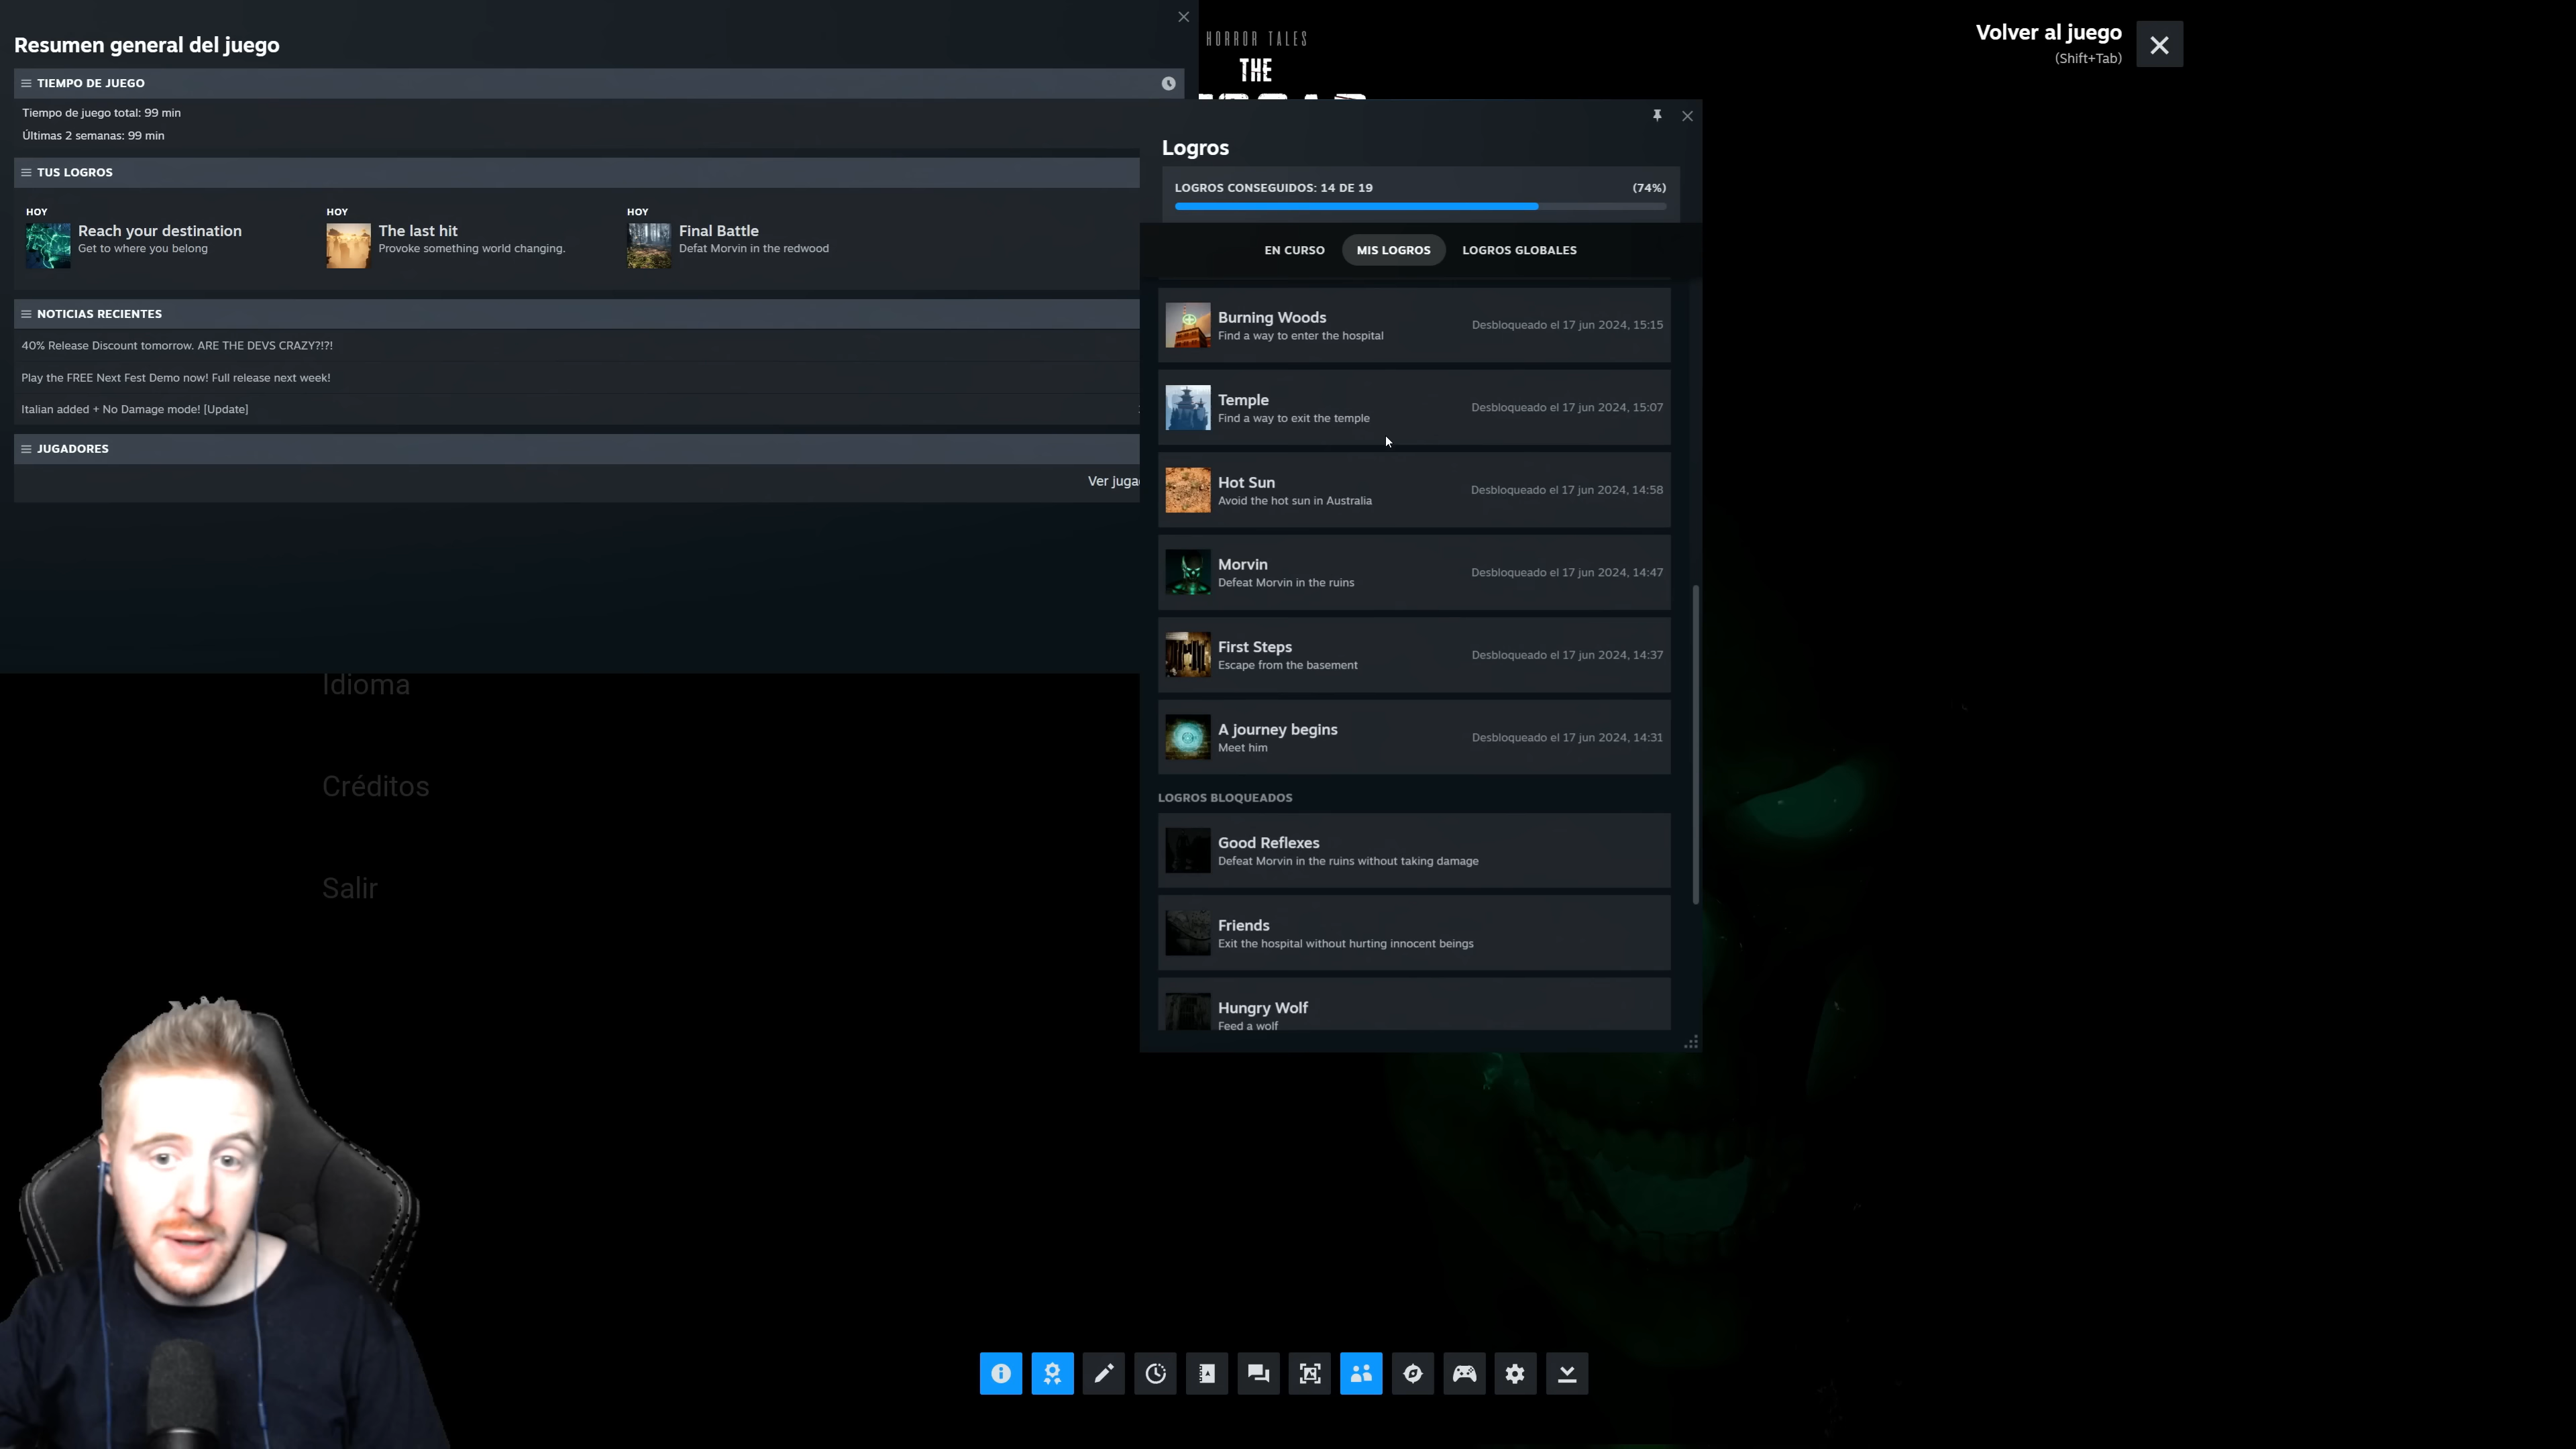 Resumen general del juego
TIEMPO DE JUEGO
Tiempo de juego total: 99 min
Últimas 2 semanas: 99 min
TUS LOGROS
HOY
Reach your destination
Get to where you belong
HOY
The last hit
Provoke something world changing.
HOY
Final Battle
Defat Morvin in the redwood
NOTICIAS RECIENTES
40% Release Discount tomorrow. ARE THE DEVS CRAZY?!?!
Play the FREE Next Fest Demo now! Full release next week!
Italian added + No Damage mode! [Update]
JUGADORES
Ver
Idioma
Créditos
Salir
HORROR TALES
THE
Volver al juego
(Shift+Tab)
Logros
LOGROS CONSEGUIDOS: 14 DE 19 (74%)
EN CURSO MIS LOGROS LOGROS GLOBALES
Burning Woods
Find a way to enter the hospital
Desbloqueado el 17 jun 2024, 15:15
Temple
Find a way to exit the temple
Desbloqueado el 17 jun 2024, 15:07
Hot Sun
Avoid the hot sun in Australia
Desbloqueado el 17 jun 2024, 14:58
Morvin
Defeat Morvin in the ruins
Desbloqueado el 17 jun 2024, 14:47
First Steps
Escape from the basement
Desbloqueado el 17 jun 2024, 14:37
A journey begins
Meet him
Desbloqueado el 17 jun 2024, 14:31
LOGROS BLOQUEADOS
Good Reflexes
Defeat Morvin in the ruins without taking damage
Friends
Exit the hospital without hurting innocent beings
Hungry Wolf
Feed a wolf